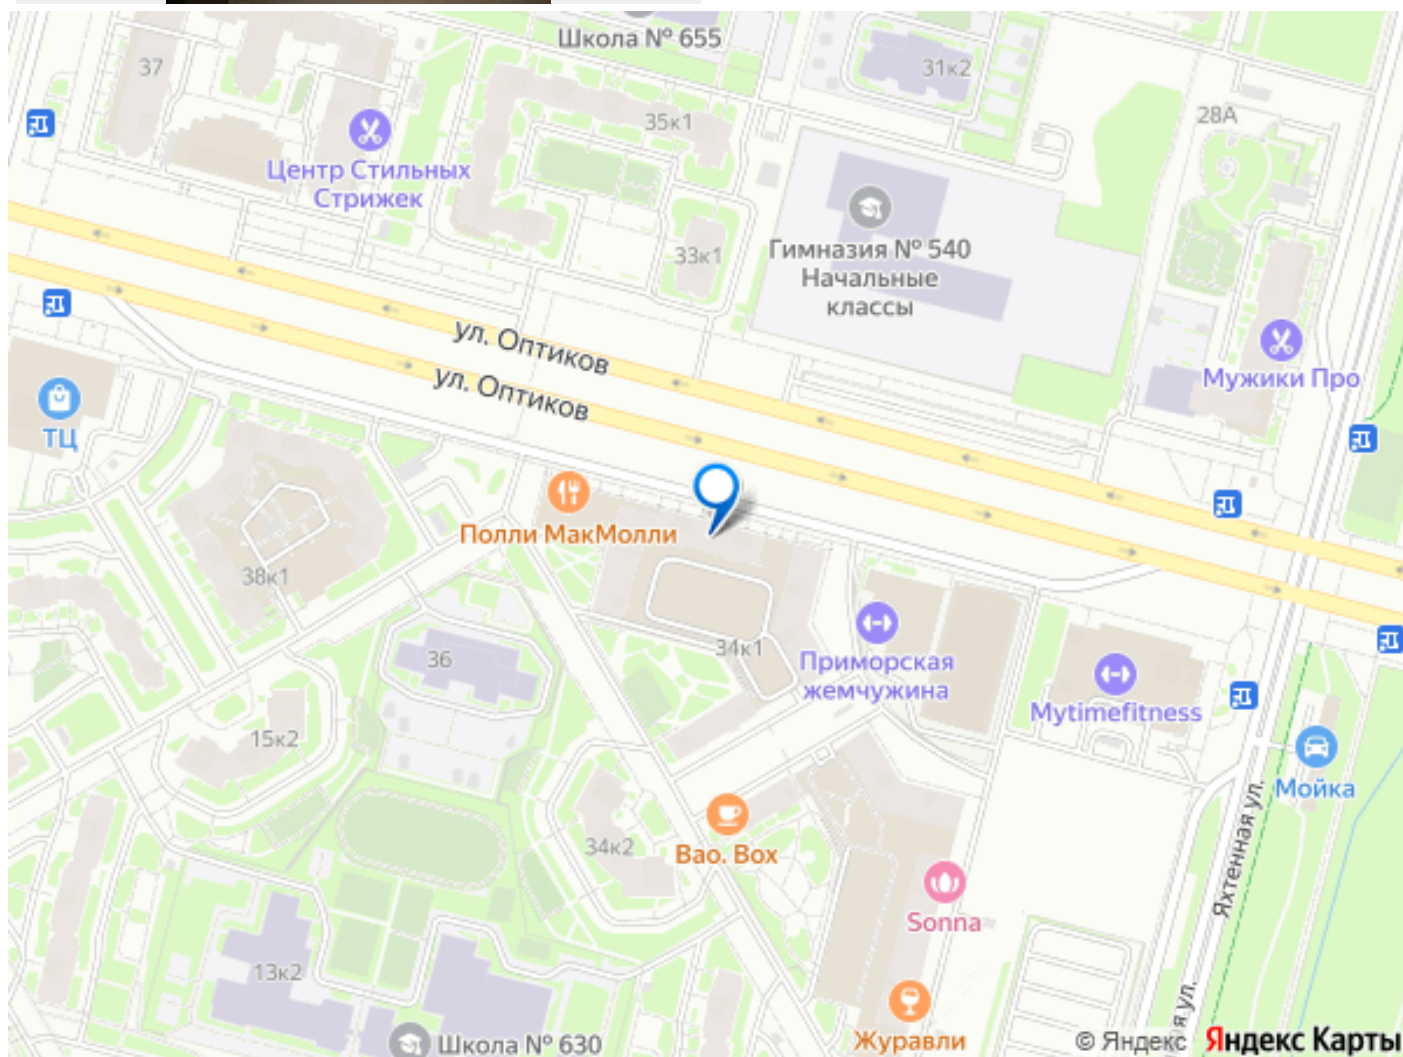 Школа № 655
37
31к2
28А
35к1
Центр Стильных
Стрижек
33к1
Гимназия № 540
Начальные
классы
ул. Оптиков
ул. Оптиков
Мужики Про
ТЦ
Полли МакМолли
38к1
36
34к1
Приморская
жемчужина
Mytimefitness
15к2
Мойка
34к2
Bao. Box
Яхтенная ул.
Sonna
13к2
Школа № 630
Журавли
ул.
© Яндекс Яндекс Карты